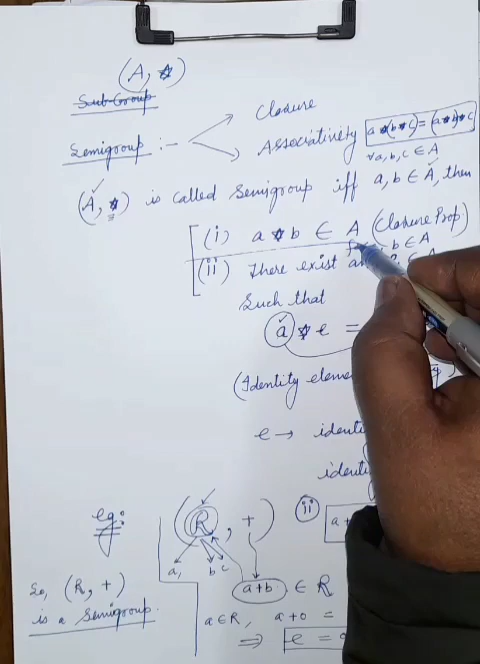 (A, ☆)
Sub-Group
Semigroup :- Closure
Associativity a☆(b☆c)=(a☆b)☆c
∀a,b,c ∈ A
(A, ☆) is called Semigroup iff a,b ∈ A, then
(i) a ☆ b ∈ A (Closure Prop.)
b ∈ A
(ii) There exist
Such that
a ☆ e =
(Identity
e →
eg: (R, +) (ii) a+
a, b c a+b ∈ R
So, (R, +)
is a Semigroup.
a ∈ R, a+0 =
⇒ e =